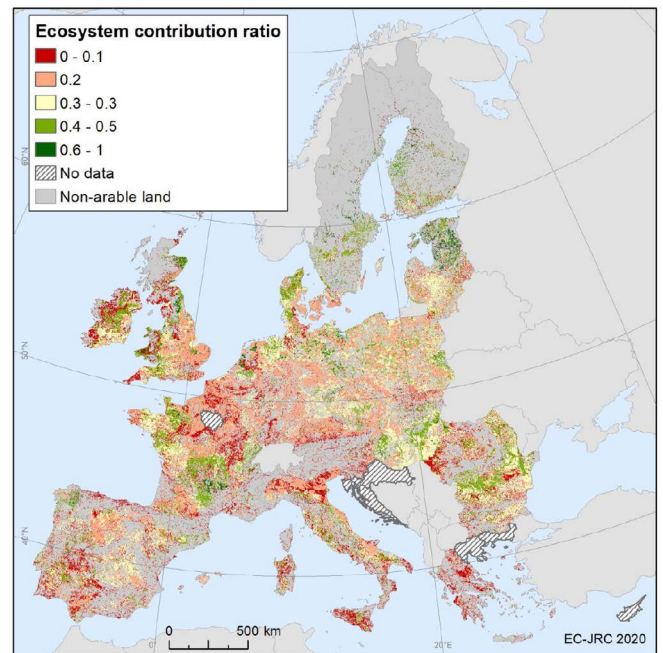 Ecosystem contribution ratio
0 - 0.1
0.2
0.3 - 0.3
0.4 - 0.5
0.6 - 1
No data
Non-arable land
60°N
50°N
40°N
0°
20°E
0 500 km
EC-JRC 2020